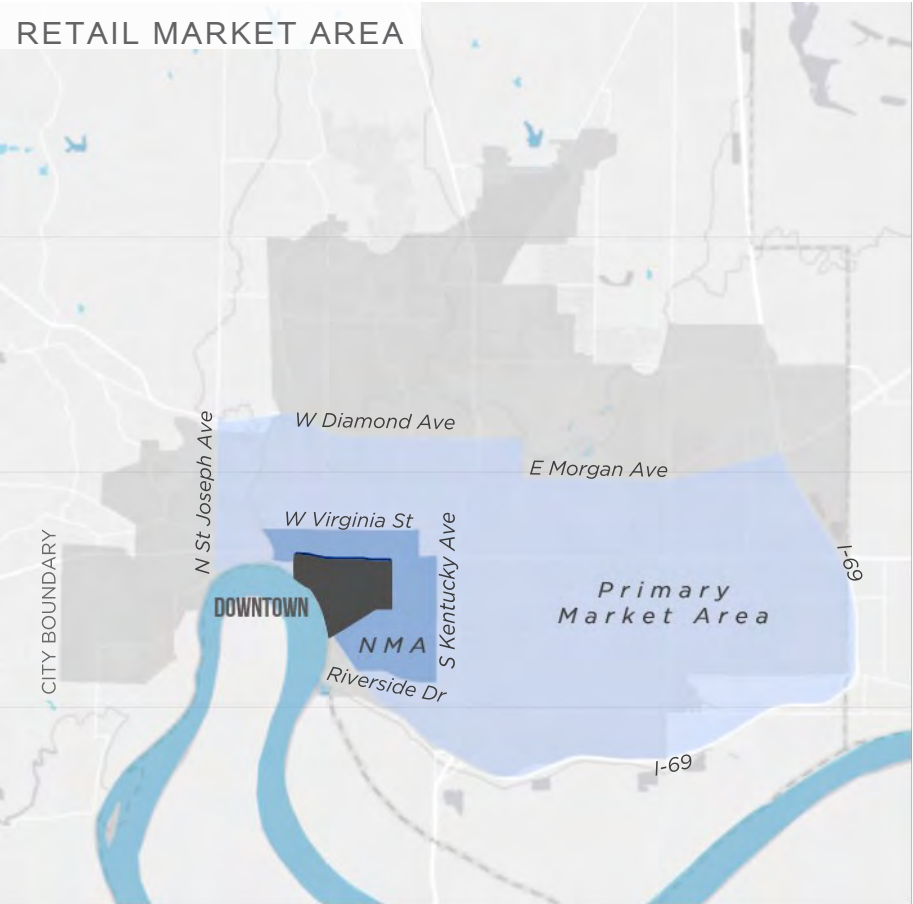 RETAIL MARKET AREA
W Diamond Ave
N St Joseph Ave
E Morgan Ave
W Virginia St
S Kentucky Ave
CITY BOUNDARY
I-69
Primary
Market Area
DOWNTOWN
NMA
Riverside Dr
I-69